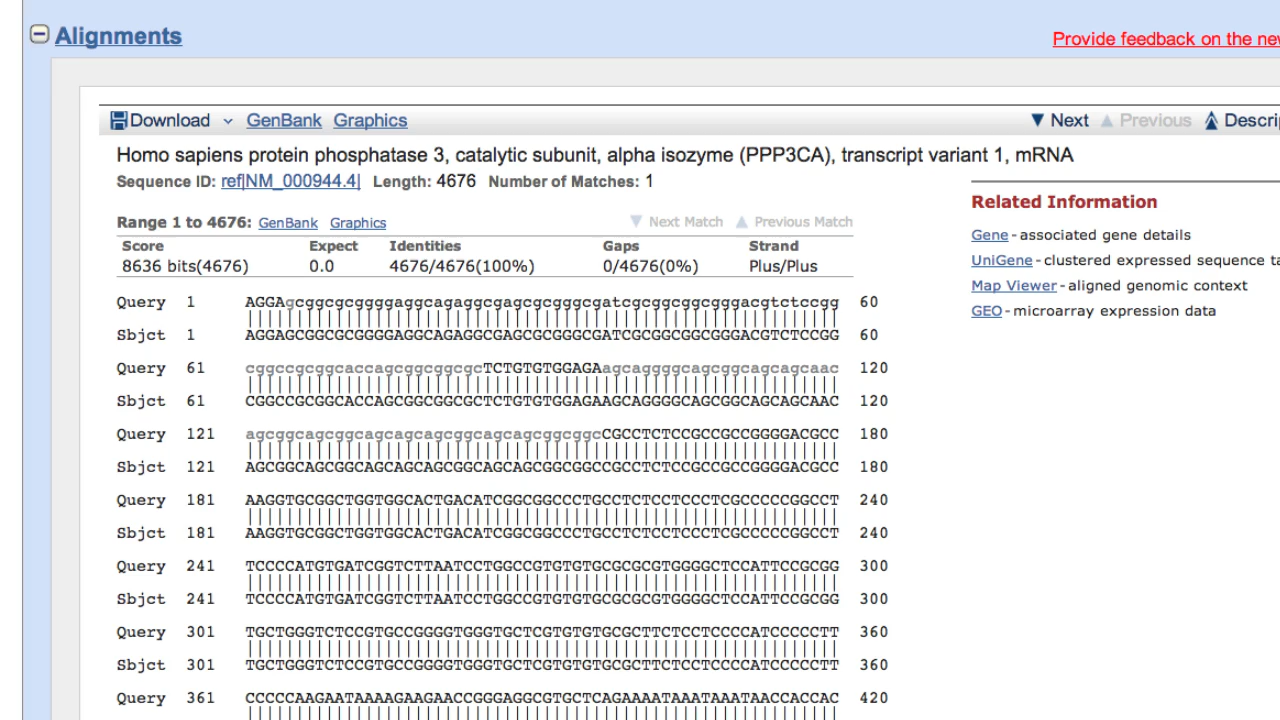 Alignments
Provide feedback on the new
Download GenBank Graphics
Next Previous Descri
Homo sapiens protein phosphatase 3, catalytic subunit, alpha isozyme (PPP3CA), transcript variant 1, mRNA
Sequence ID: ref|NM_000944.4| Length: 4676 Number of Matches: 1
Related Information
Gene - associated gene details
UniGene - clustered expressed sequence ta
Map Viewer - aligned genomic context
GEO - microarray expression data
Range 1 to 4676: GenBank Graphics Next Match Previous Match
Score Expect Identities Gaps Strand
8636 bits(4676) 0.0 4676/4676(100%) 0/4676(0%) Plus/Plus
Query 1 AGGAgcggcgcggggaggcagaggcgagcgcgggcgatcgcggcggcgggacgtctccgg 60
Sbjct 1 AGGAGCGGCGCGGGGAGGCAGAGGCGAGCGCGGGCGATCGCGGCGGCGGGACGTCTCCGG 60
Query 61 cggccgcggcaccagcggcggcgcTCTGTGTGGAGAagcaggggcagcggcagcagcaac 120
Sbjct 61 CGGCCGCGGCACCAGCGGCGGCGCTCTGTGTGGAGAAGCAGGGGCAGCGGCAGCAGCAAC 120
Query 121 agcggcagcggcagcagcagcggcagcagcggcggcCGCCTCTCCGCCGCCGGGGACGCC 180
Sbjct 121 AGCGGCAGCGGCAGCAGCAGCGGCAGCAGCGGCGGCCGCCTCTCCGCCGCCGGGGACGCC 180
Query 181 AAGGTGCGGCTGGTGGCACTGACATCGGCGGCCCTGCCTCTCCTCCCTCGCCCCCGGCCT 240
Sbjct 181 AAGGTGCGGCTGGTGGCACTGACATCGGCGGCCCTGCCTCTCCTCCCTCGCCCCCGGCCT 240
Query 241 TCCCCATGTGATCGGTCTTAATCCTGGCCGTGTGTGCGCGCGTGGGGCTCCATTCCGCGG 300
Sbjct 241 TCCCCATGTGATCGGTCTTAATCCTGGCCGTGTGTGCGCGCGTGGGGCTCCATTCCGCGG 300
Query 301 TGCTGGGTCTCCGTGCCGGGGTGGGTGCTCGTGTGTGCGCTTCTCCTCCCCATCCCCCTT 360
Sbjct 301 TGCTGGGTCTCCGTGCCGGGGTGGGTGCTCGTGTGTGCGCTTCTCCTCCCCATCCCCCTT 360
Query 361 CCCCCAAGAATAAAAGAAGAACCGGGAGGCGTGCTCAGAAAATAAATAAATAACCACCAC 420